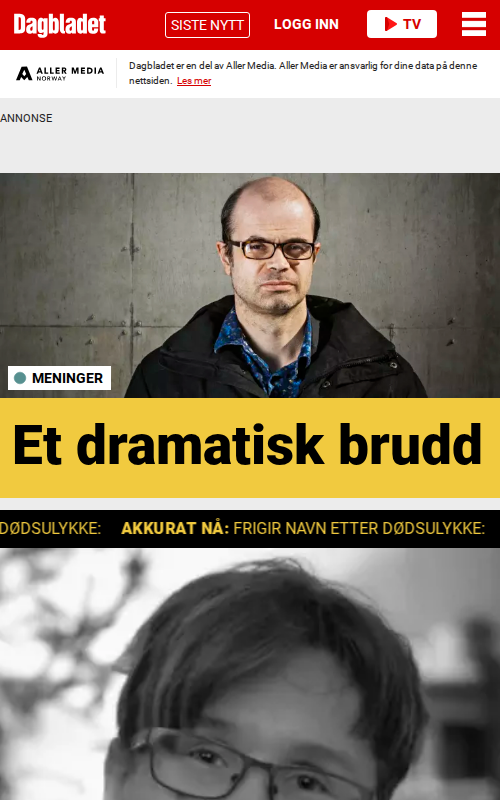 Dagbladet
SISTE NYTT
LOGG INN
TV
ALLER MEDIA
NORWAY
Dagbladet er en del av Aller Media. Aller Media er ansvarlig for dine data på denne
nettsiden. Les mer
ANNONSE
MENINGER
Et dramatisk brudd
DØDSULYKKE: AKKURAT NÅ: FRIGIR NAVN ETTER DØDSULYKKE: